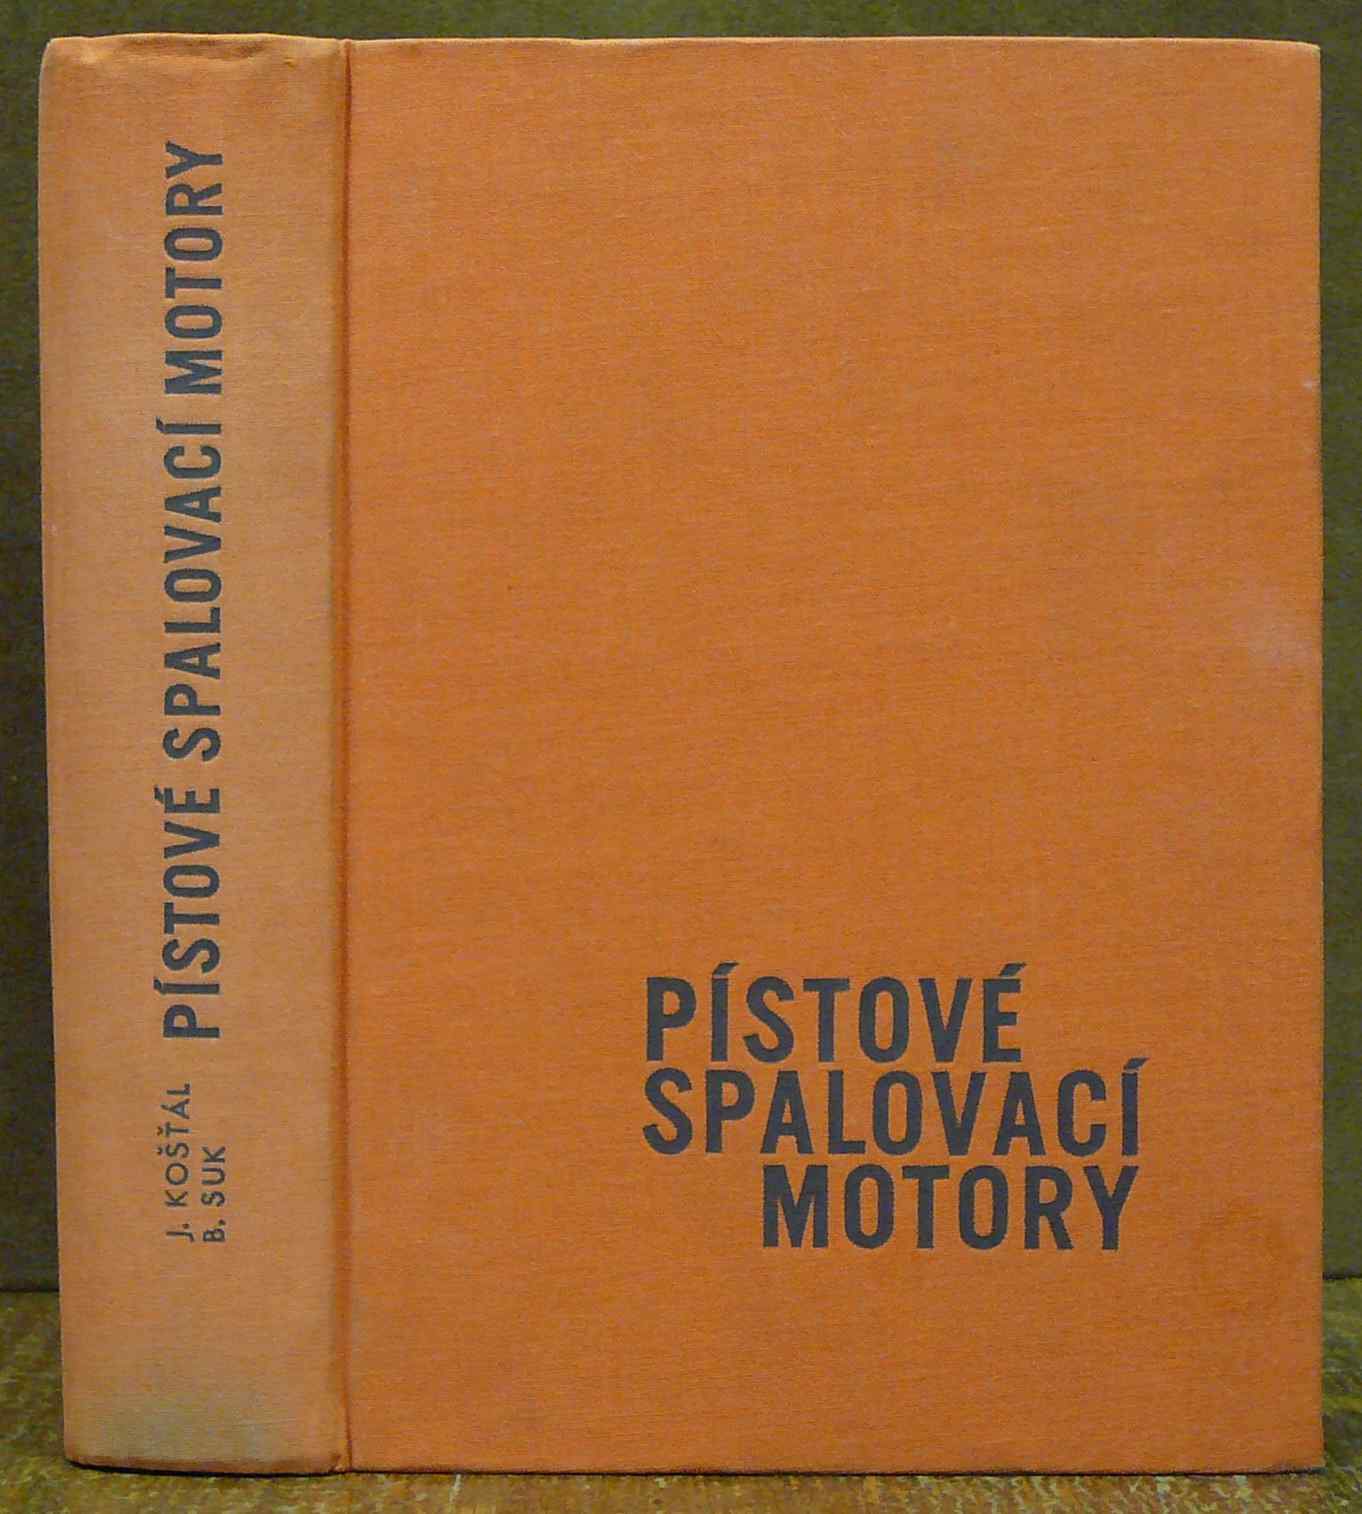 J. KOŠŤÁL
B. SUK
PÍSTOVÉ SPALOVACÍ MOTORY
PÍSTOVÉ
SPALOVACÍ
MOTORY